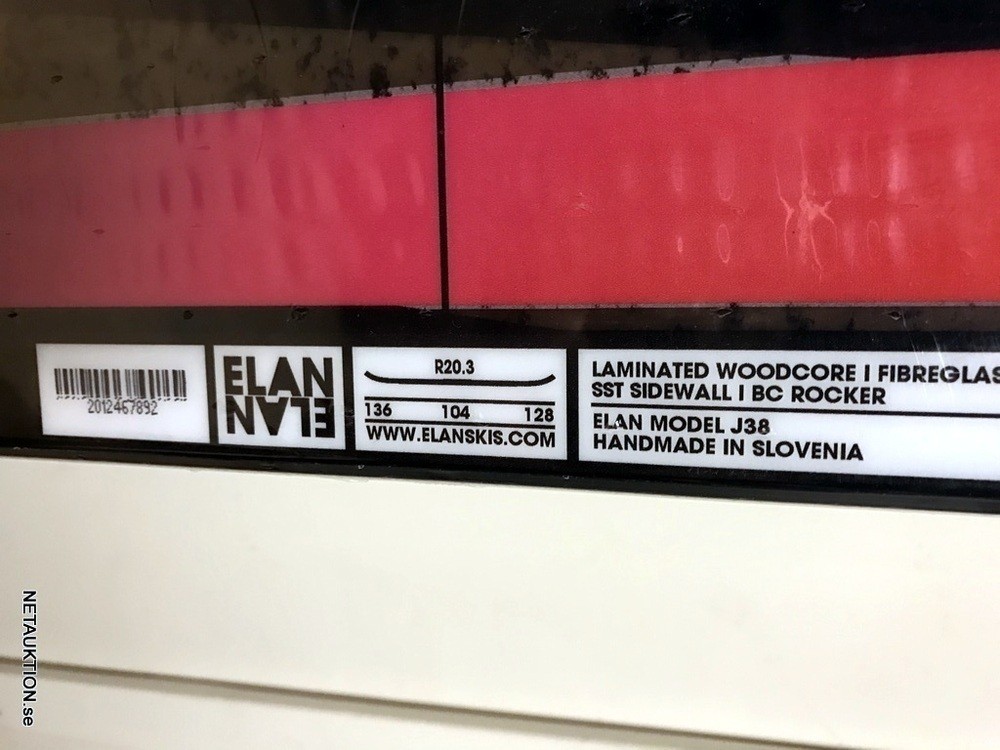 2012467892
ELAN
ELAN
R20.3
136 104 128
WWW.ELANSKIS.COM
LAMINATED WOODCORE I FIBREGLAS
SST SIDEWALL I BC ROCKER
ELAN MODEL J38
HANDMADE IN SLOVENIA
NETAUKTION.se